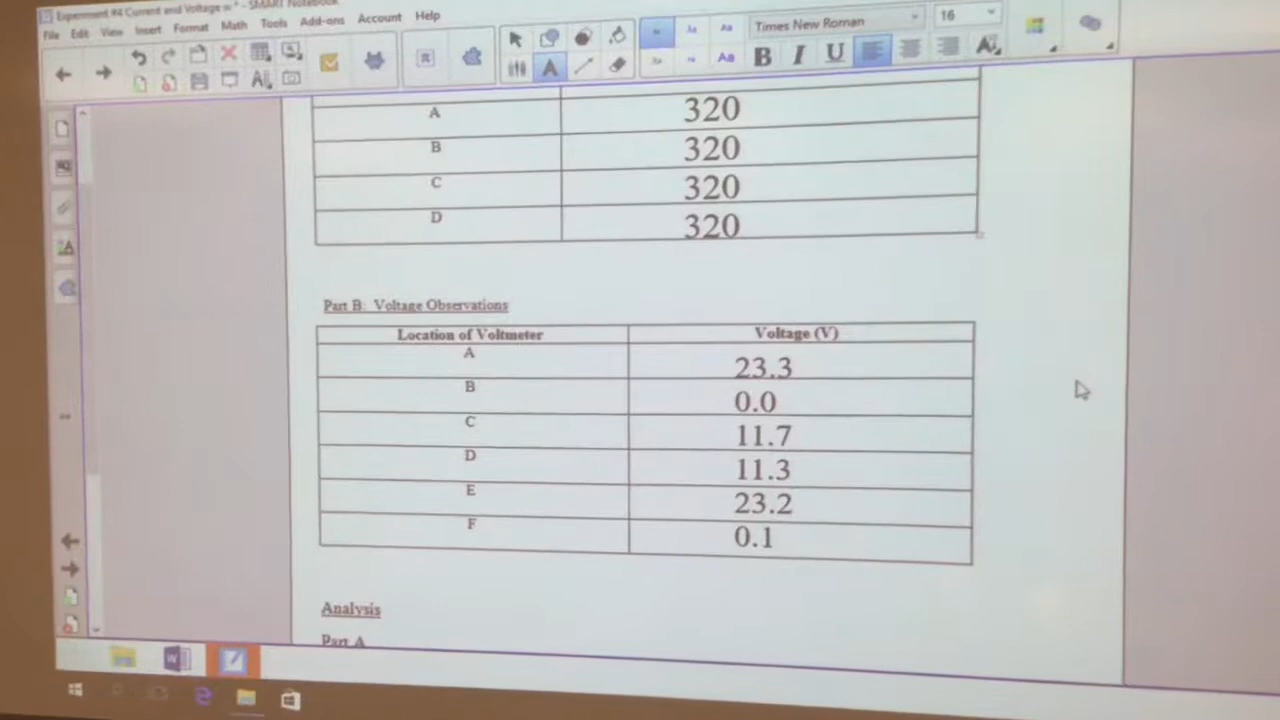 Experiment #4 Current and Voltage w * - SMART Notebook
File Edit View Insert Format Math Tools Add-ons Account Help
Times New Roman 16
B I U
A 320
B 320
C 320
D 320
Part B: Voltage Observations
Location of Voltmeter Voltage (V)
A 23.3
B 0.0
C 11.7
D 11.3
E 23.2
F 0.1
Analysis
Part A